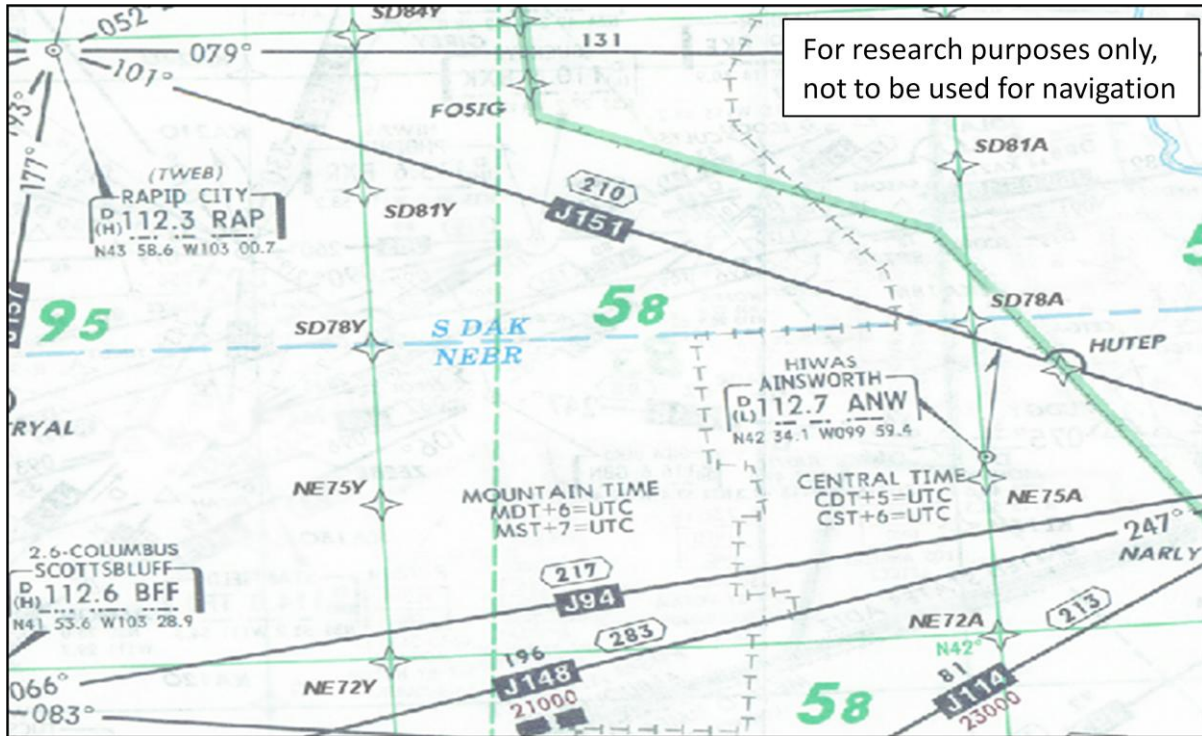 SD84Y
052°
079°
131
101°
For research purposes only,
not to be used for navigation
FOSIG
193°
177°
SD81A
(TWEB)
RAPID CITY
D
(H) 112.3 RAP
N43 58.6 W103 00.7
SD81Y
210
J151
95
58
5
SD78Y
S DAK
NEBR
SD78A
HUTEP
HIWAS
AINSWORTH
D
(L) 112.7 ANW
N42 34.1 W099 59.4
RYAL
NE75Y
MOUNTAIN TIME
MDT+6=UTC
MST+7=UTC
CENTRAL TIME
CDT+5=UTC
CST+6=UTC
NE75A
247°
NARLY
2.6-COLUMBUS
SCOTTSBLUFF
D
(H) 112.6 BFF
N41 53.6 W103 28.9
217
J94
283
213
NE72A
N42°
066°
083°
NE72Y
196
J148
21000
58
81
J114
23000